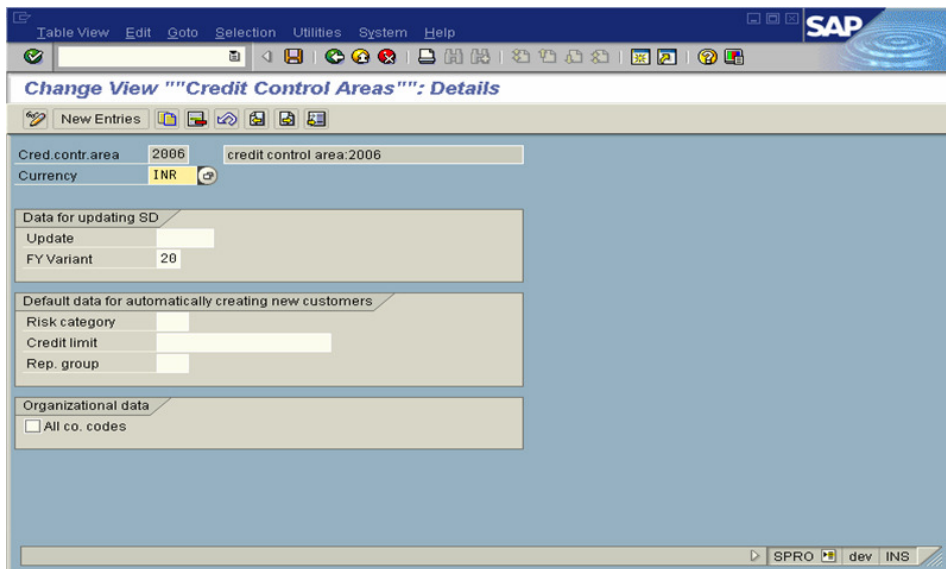 Table View Edit Goto Selection Utilities System Help
SAP
Change View ""Credit Control Areas"": Details
New Entries
Cred.contr.area 2006 credit control area:2006
Currency INR
Data for updating SD
Update
FY Variant 20
Default data for automatically creating new customers
Risk category
Credit limit
Rep. group
Organizational data
All co. codes
SPRO dev INS